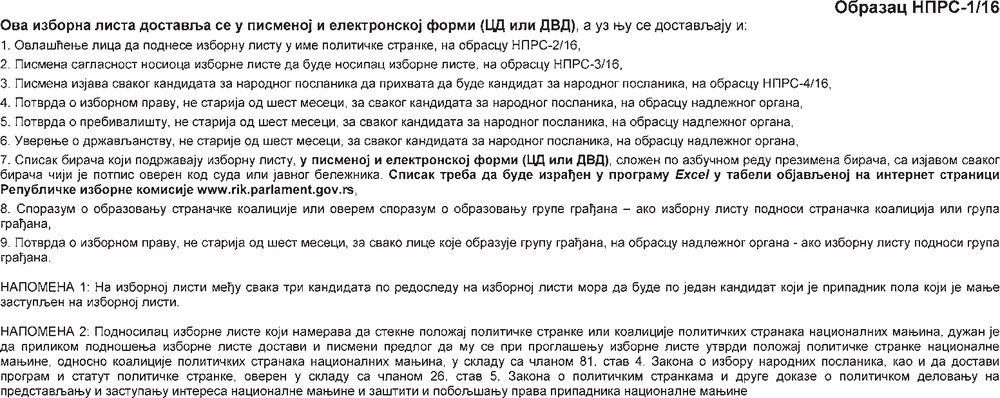 Образац НПРС-1/16
Ова изборна листа доставља се у писменој и електронској форми (ЦД или ДВД), а уз њу се достављају и:
1. Овлашћење лица да поднесе изборну листу у име политичке странке, на обрасцу НПРС-2/16,
2. Писмена сагласност носиоца изборне листе да буде носилац изборне листе, на обрасцу НПРС-3/16,
3. Писмена изјава сваког кандидата за народног посланика да прихвата да буде кандидат за народног посланика, на обрасцу НПРС-4/16,
4. Потврда о изборном праву, не старија од шест месеци, за сваког кандидата за народног посланика, на обрасцу надлежног органа,
5. Потврда о пребивалишту, не старија од шест месеци, за сваког кандидата за народног посланика, на обрасцу надлежног органа,
6. Уверење о држављанству, не старије од шест месеци, за сваког кандидата за народног посланика, на обрасцу надлежног органа,
7. Списак бирача који подржавају изборну листу, у писменој и електронској форми (ЦД или ДВД), сложен по азбучном реду презимена бирача, са изјавом сваког
бирача чији је потпис оверен код суда или јавног бележника. Списак треба да буде израђен у програму Excel у табели објављеној на интернет страници
Републичке изборне комисије www.rik.parlament.gov.rs,
8. Споразум о образовању страначке коалиције или оверем споразум о образовању групе грађана – ако изборну листу подноси страначка коалиција или група
грађана,
9. Потврда о изборном праву, не старија од шест месеци, за свако лице које образује групу грађана, на обрасцу надлежног органа - ако изборну листу подноси група
грађана.
НАПОМЕНА 1: На изборној листи међу свака три кандидата по редоследу на изборној листи мора да буде по један кандидат који је припадник пола који је мање
заступљен на изборној листи.
НАПОМЕНА 2: Подносилац изборне листе који намерава да стекне положај политичке странке или коалиције политичких странака националних мањина, дужан је
да приликом подношења изборне листе достави и писмени предлог да му се при проглашењу изборне листе утврди положај политичке странке националне
мањине, односно коалиције политичких странака националних мањина, у складу са чланом 81. став 4. Закона о избору народних посланика, као и да достави
програм и статут политичке странке, оверен у складу са чланом 26. став 5. Закона о политичким странкама и друге доказе о политичком деловању на
представљању и заступању интереса националне мањине и заштити и побољшању права припадника националне мањине